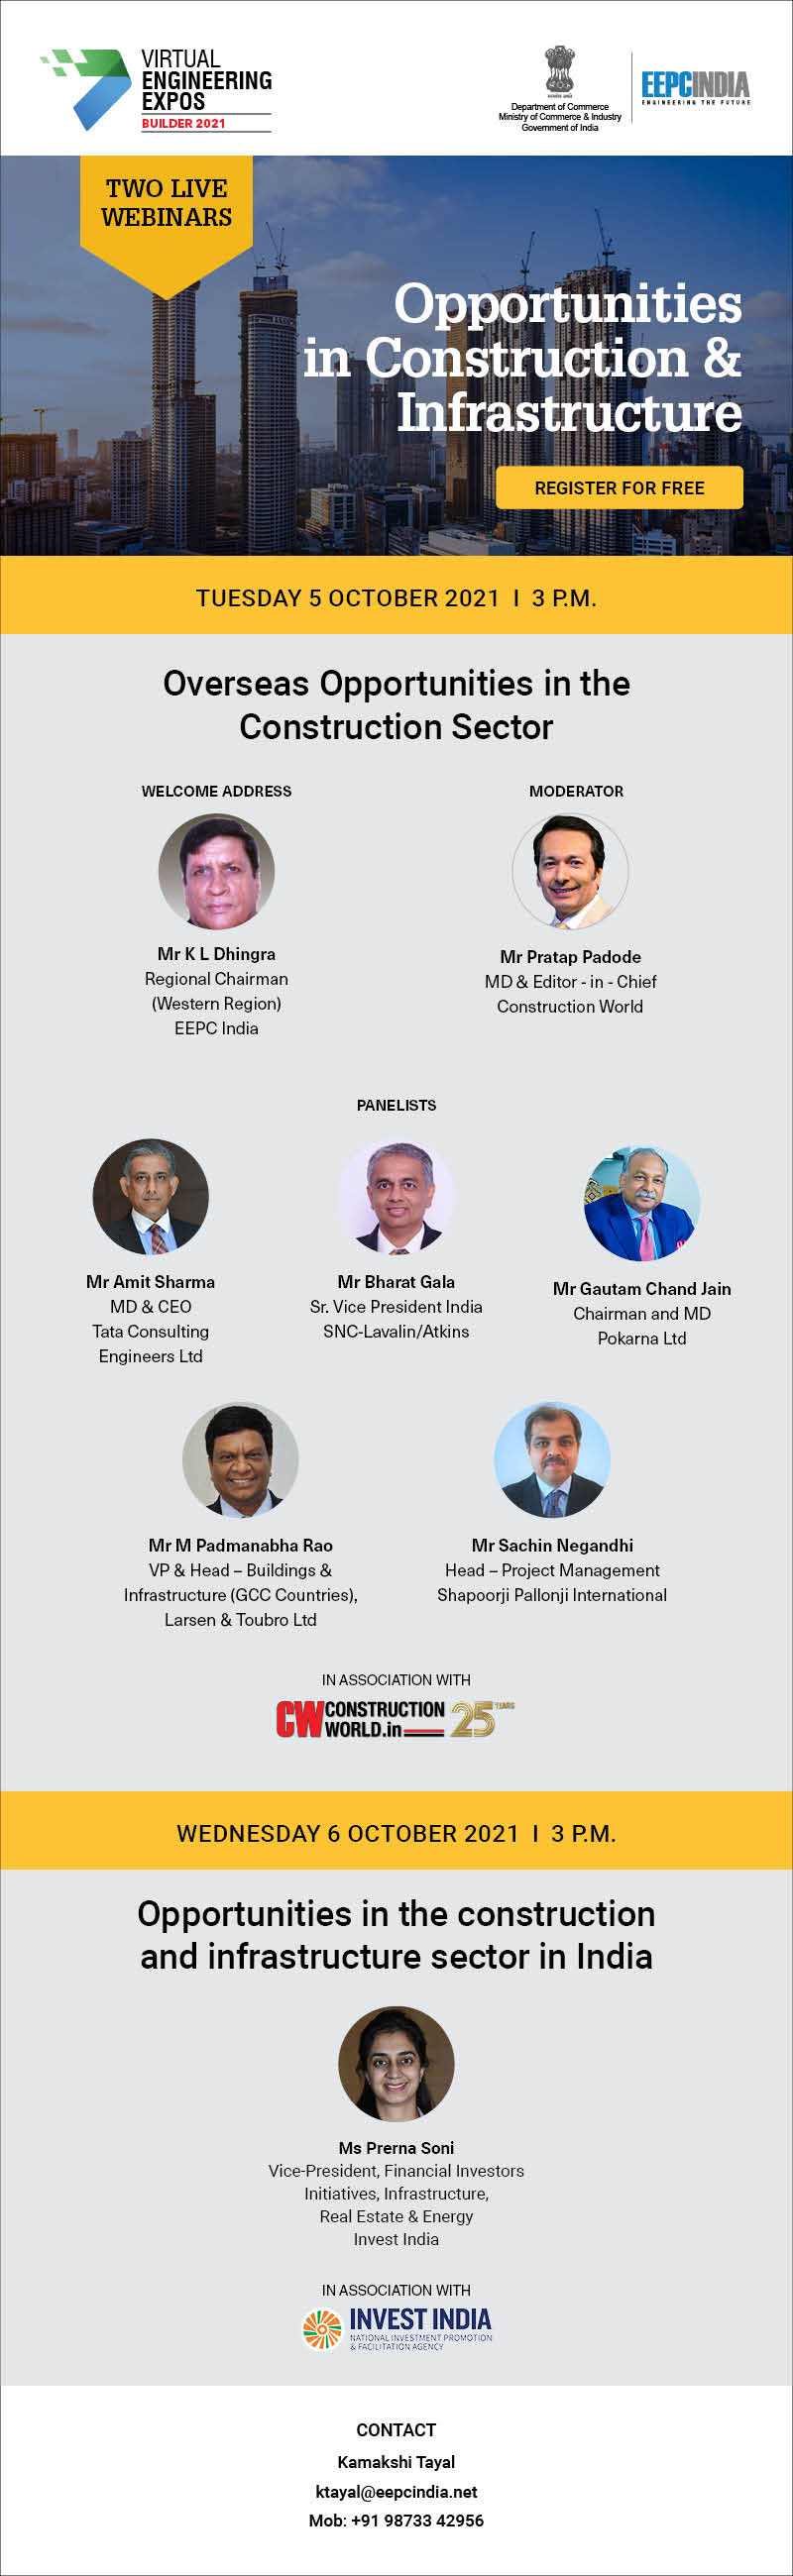 VIRTUAL
ENGINEERING
EXPOS
BUILDER 2021
Department of Commerce
Ministry of Commerce & Industry
Government of India
EEPCINDIA
ENGINEERING THE FUTURE
TWO LIVE
WEBINARS
Opportunities
in Construction &
Infrastructure
REGISTER FOR FREE
TUESDAY 5 OCTOBER 2021 I 3 P.M.
Overseas Opportunities in the
Construction Sector
WELCOME ADDRESS
Mr K L Dhingra
Regional Chairman
(Western Region)
EEPC India
MODERATOR
Mr Pratap Padode
MD & Editor - in - Chief
Construction World
PANELISTS
Mr Amit Sharma
MD & CEO
Tata Consulting
Engineers Ltd
Mr Bharat Gala
Sr. Vice President India
SNC-Lavalin/Atkins
Mr Gautam Chand Jain
Chairman and MD
Pokarna Ltd
Mr M Padmanabha Rao
VP & Head – Buildings &
Infrastructure (GCC Countries),
Larsen & Toubro Ltd
Mr Sachin Negandhi
Head – Project Management
Shapoorji Pallonji International
IN ASSOCIATION WITH
CW CONSTRUCTION
WORLD.in
25 YEARS
WEDNESDAY 6 OCTOBER 2021 I 3 P.M.
Opportunities in the construction
and infrastructure sector in India
Ms Prerna Soni
Vice-President, Financial Investors
Initiatives, Infrastructure,
Real Estate & Energy
Invest India
IN ASSOCIATION WITH
INVEST INDIA
NATIONAL INVESTMENT PROMOTION
& FACILITATION AGENCY
CONTACT
Kamakshi Tayal
ktayal@eepcindia.net
Mob: +91 98733 42956